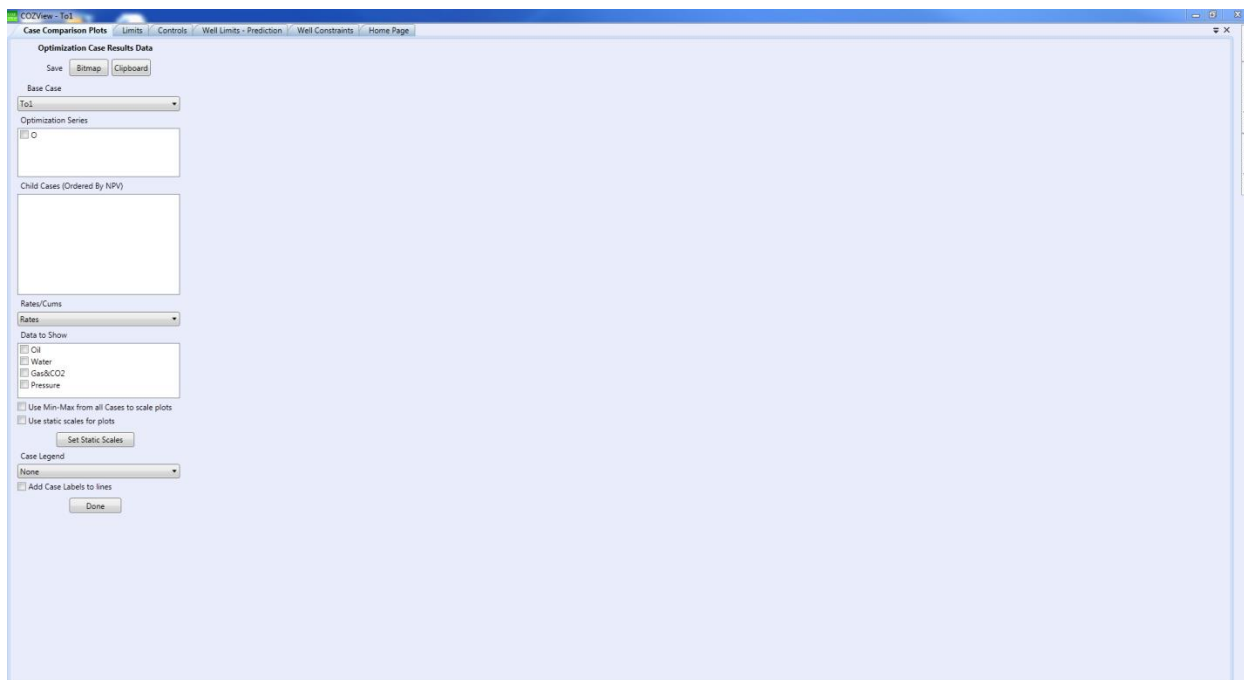 COZView - To1
Case Comparison Plots Limits Controls Well Limits - Prediction Well Constraints Home Page
Optimization Case Results Data
Save Bitmap Clipboard
Base Case
To1
Optimization Series
O
Child Cases (Ordered By NPV)
Rates/Cums
Rates
Data to Show
Oil
Water
Gas&CO2
Pressure
Use Min-Max from all Cases to scale plots
Use static scales for plots
Set Static Scales
Case Legend
None
Add Case Labels to lines
Done